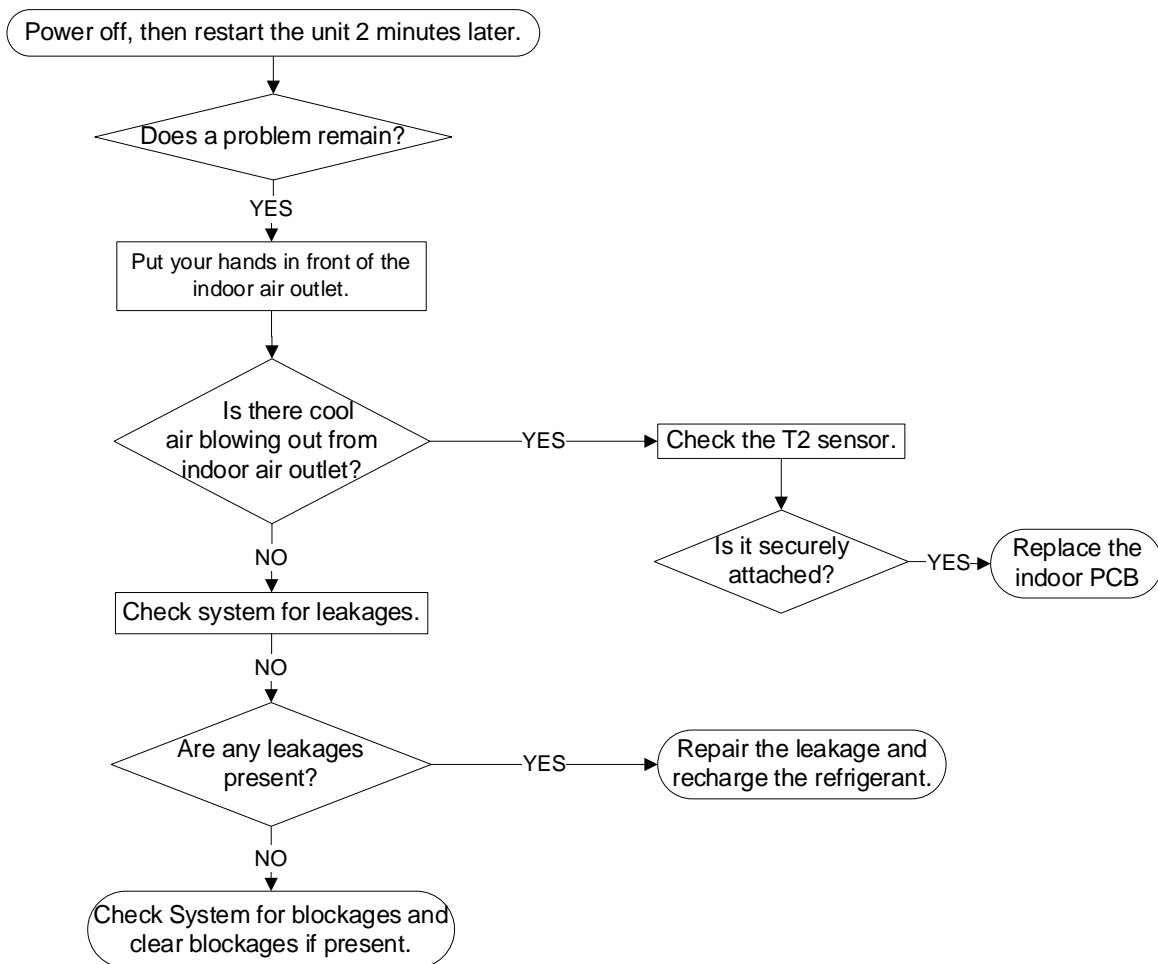 Power off, then restart the unit 2 minutes later.
Does a problem remain?
YES
Put your hands in front of the
indoor air outlet.
Is there cool
air blowing out from
indoor air outlet?
YES
Check the T2 sensor.
Is it securely
attached?
YES
Replace the
indoor PCB
NO
Check system for leakages.
NO
Are any leakages
present?
YES
Repair the leakage and
recharge the refrigerant.
NO
Check System for blockages and
clear blockages if present.